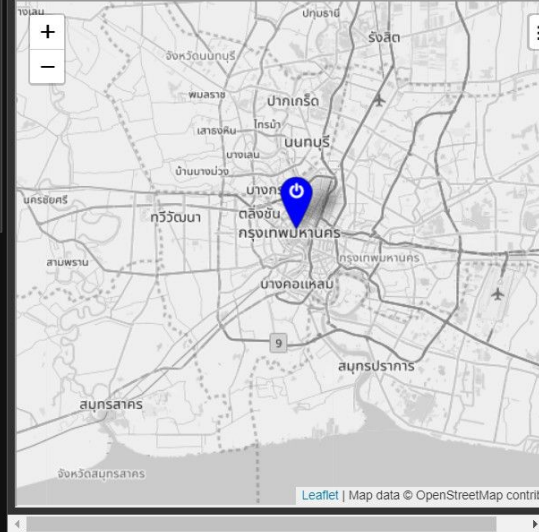 างเลน
ปทุมธานี
+
รังสิต
จังหวัดนนทบุรี
−
พิมลราช
ปากเกร็ด
ไทรม้า
เสาธงหิน
นนทบุรี
บางเลน
บ้านบางม่วง
บางกร
นครชัยศรี
ทวีวัฒนา
ตลิ่งชัน
กรุงเทพมหานคร
กรุงเทพมหานคร
สามพราน
บางคอแหลม
9
สมุทรปราการ
สมุทรสาคร
จังหวัดสมุทรสาคร
Leaflet | Map data © OpenStreetMap contrib